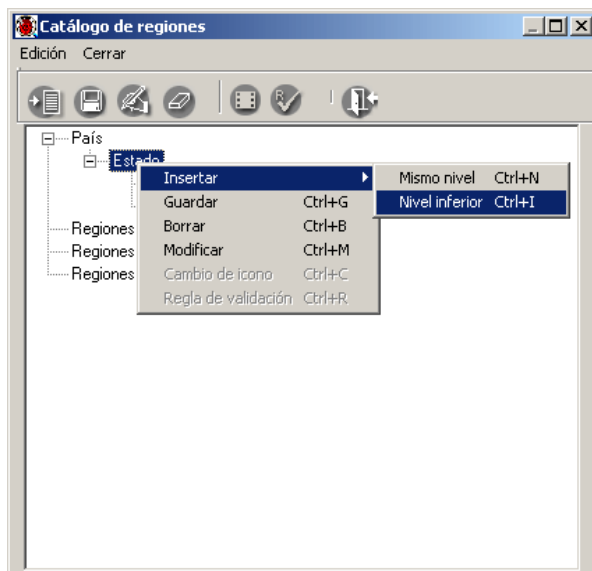 Catálogo de regiones
Edición Cerrar
País
Estado
Insertar
Mismo nivel Ctrl+N
Guardar Ctrl+G
Nivel inferior Ctrl+I
Regiones
Borrar Ctrl+B
Regiones
Modificar Ctrl+M
Regiones
Cambio de icono Ctrl+C
Regla de validación Ctrl+R